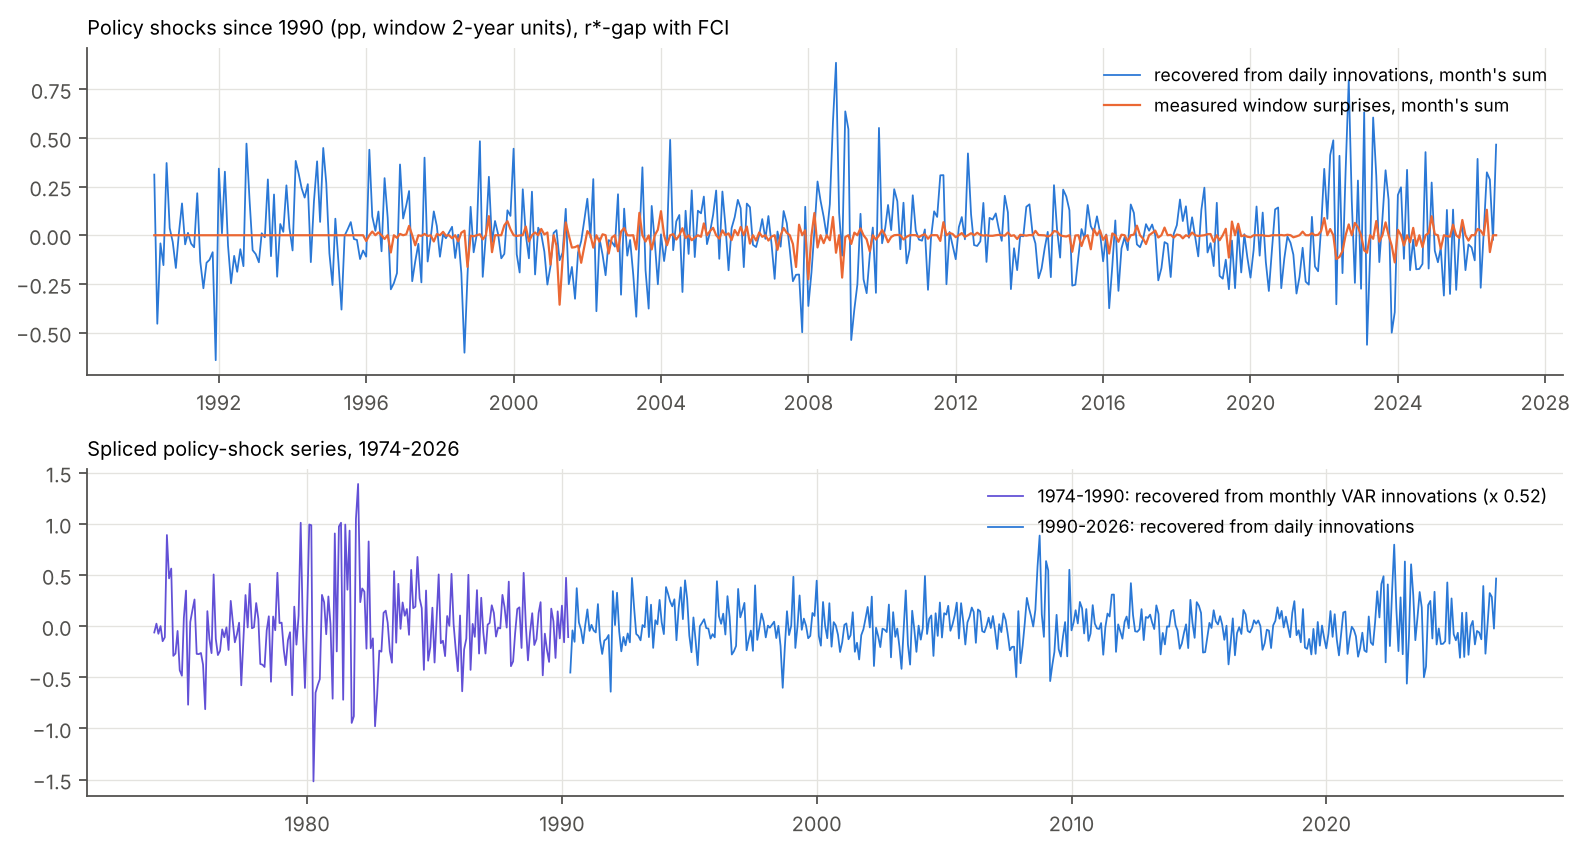 Policy shocks since 1990 (pp, window 2-year units), r*-gap with FCI
recovered from daily innovations, month's sum
measured window surprises, month's sum
0.75
0.50
0.25
0.00
−0.25
−0.50
1992 1996 2000 2004 2008 2012 2016 2020 2024 2028
Spliced policy-shock series, 1974-2026
1974-1990: recovered from monthly VAR innovations (x 0.52)
1990-2026: recovered from daily innovations
1.5
1.0
0.5
0.0
−0.5
−1.0
−1.5
1980 1990 2000 2010 2020